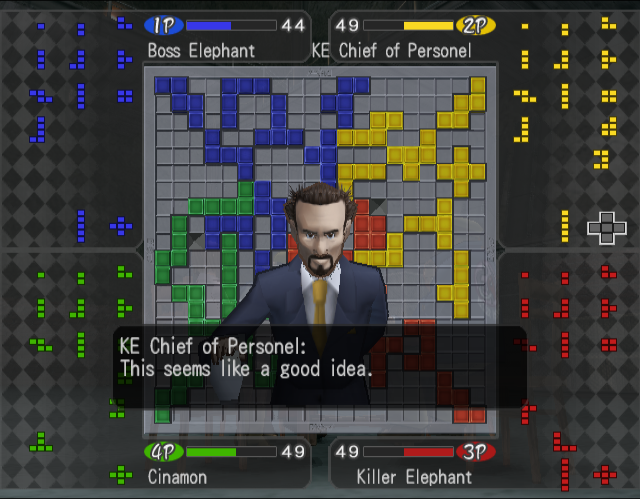 1P 44 49 2P
Boss Elephant KE Chief of Personel
KE Chief of Personel:
This seems like a good idea.
4P 49 49 3P
Cinamon Killer Elephant